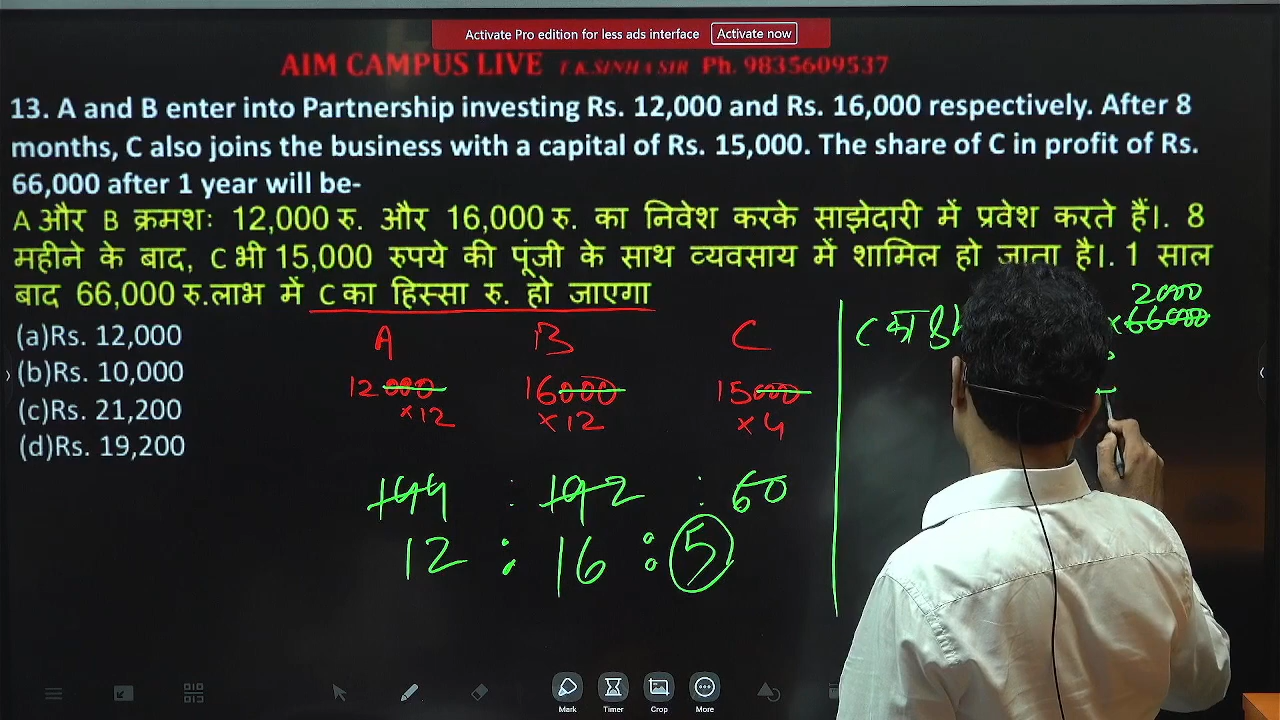 Activate Pro edition for less ads interface Activate now
AIM CAMPUS LIVE T.K.SINHA SIR Ph. 9835609537
13. A and B enter into Partnership investing Rs. 12,000 and Rs. 16,000 respectively. After 8
months, C also joins the business with a capital of Rs. 15,000. The share of C in profit of Rs.
66,000 after 1 year will be-
A और B क्रमशः 12,000 रु. और 16,000 रु. का निवेश करके साझेदारी में प्रवेश करते हैं।. 8
महीने के बाद, C भी 15,000 रुपये की पूंजी के साथ व्यवसाय में शामिल हो जाता है।. 1 साल
बाद 66,000 रु.लाभ में C का हिस्सा रु. हो जाएगा
(a)Rs. 12,000
(b)Rs. 10,000
(c)Rs. 21,200
(d)Rs. 19,200
A B C
12000 16000 15000
×12 ×12 ×4
144 : 192 : 60
12 : 16 : 5
2000
C का × 66000
Mark Timer Crop More